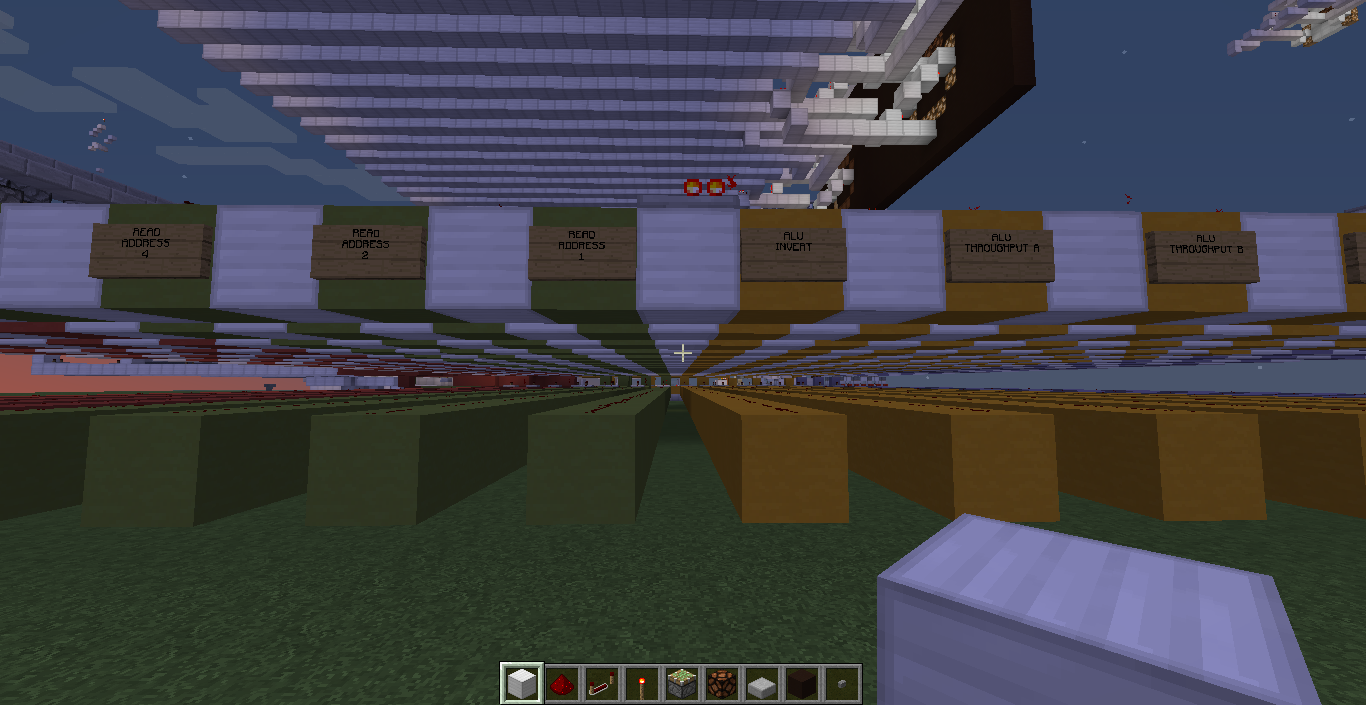 READ
ADDRESS
4
READ
ADDRESS
2
READ
ADDRESS
1
ALU
INVERT
ALU
THROUGHPUT A
ALU
THROUGHPUT B